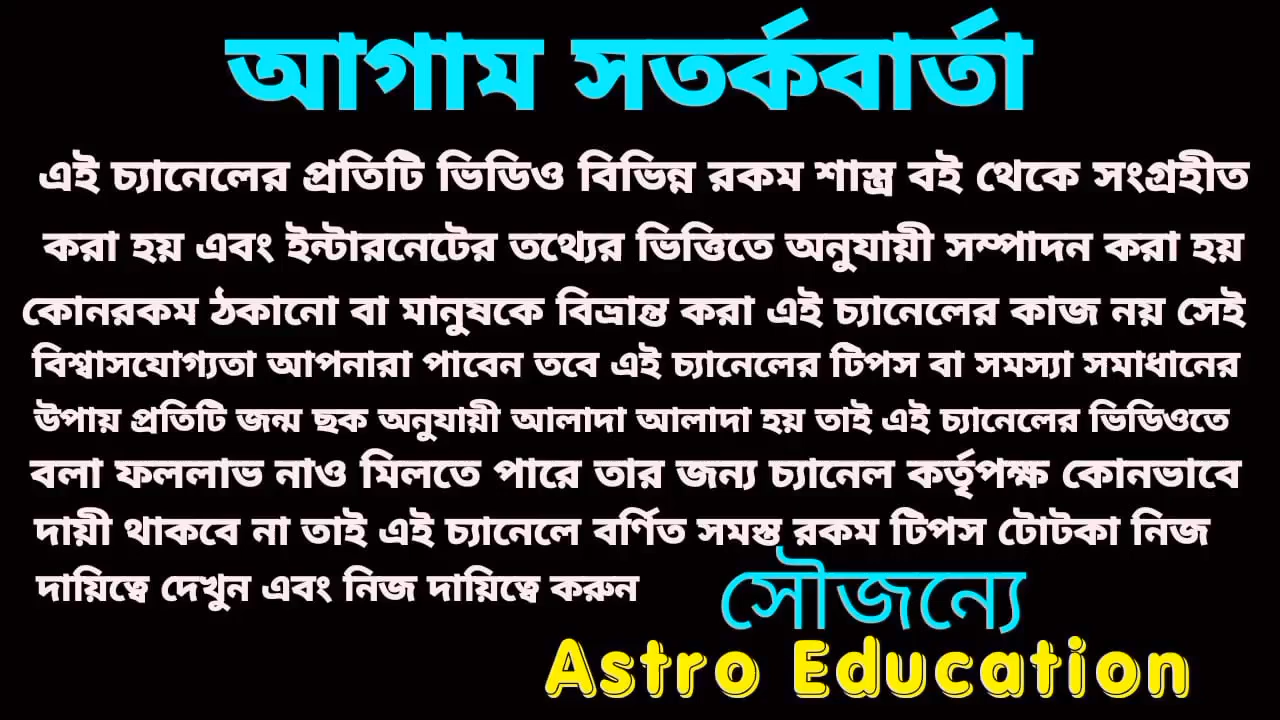 আগাম সতর্কবার্তা
এই চ্যানেলের প্রতিটি ভিডিও বিভিন্ন রকম শাস্ত্র বই থেকে সংগ্রহীত
করা হয় এবং ইন্টারনেটের তথ্যের ভিত্তিতে অনুযায়ী সম্পাদন করা হয়
কোনরকম ঠকানো বা মানুষকে বিভ্রান্ত করা এই চ্যানেলের কাজ নয় সেই
বিশ্বাসযোগ্যতা আপনারা পাবেন তবে এই চ্যানেলের টিপস বা সমস্যা সমাধানের
উপায় প্রতিটি জন্ম ছক অনুযায়ী আলাদা আলাদা হয় তাই এই চ্যানেলের ভিডিওতে
বলা ফললাভ নাও মিলতে পারে তার জন্য চ্যানেল কর্তৃপক্ষ কোনভাবে
দায়ী থাকবে না তাই এই চ্যানেলে বর্ণিত সমস্ত রকম টিপস টোটকা নিজ
দায়িত্বে দেখুন এবং নিজ দায়িত্বে করুন
সৌজন্যে
Astro Education